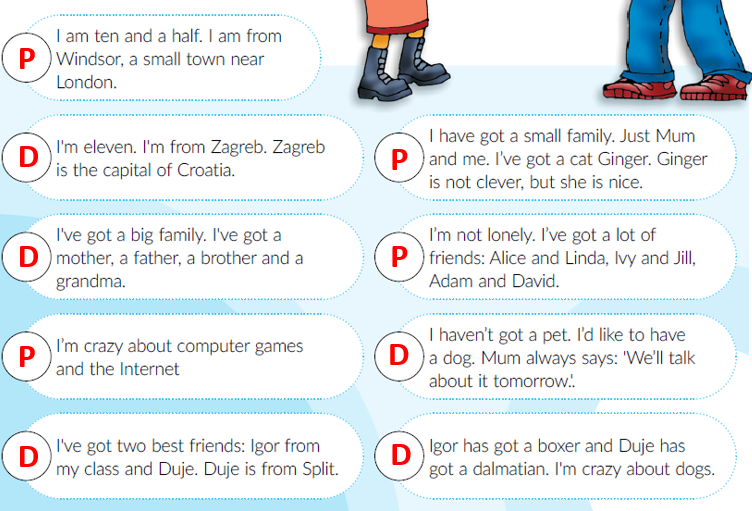 P
I am ten and a half. I am from
Windsor, a small town near
London.
D
I'm eleven. I'm from Zagreb. Zagreb
is the capital of Croatia.
P
I have got a small family. Just Mum
and me. I've got a cat Ginger. Ginger
is not clever, but she is nice.
D
I've got a big family. I've got a
mother, a father, a brother and a
grandma.
P
I'm not lonely. I've got a lot of
friends: Alice and Linda, Ivy and Jill,
Adam and David.
P
I'm crazy about computer games
and the Internet
D
I haven't got a pet. I'd like to have
a dog. Mum always says: 'We'll talk
about it tomorrow.'.
D
I've got two best friends: Igor from
my class and Duje. Duje is from Split.
D
Igor has got a boxer and Duje has
got a dalmatian. I'm crazy about dogs.